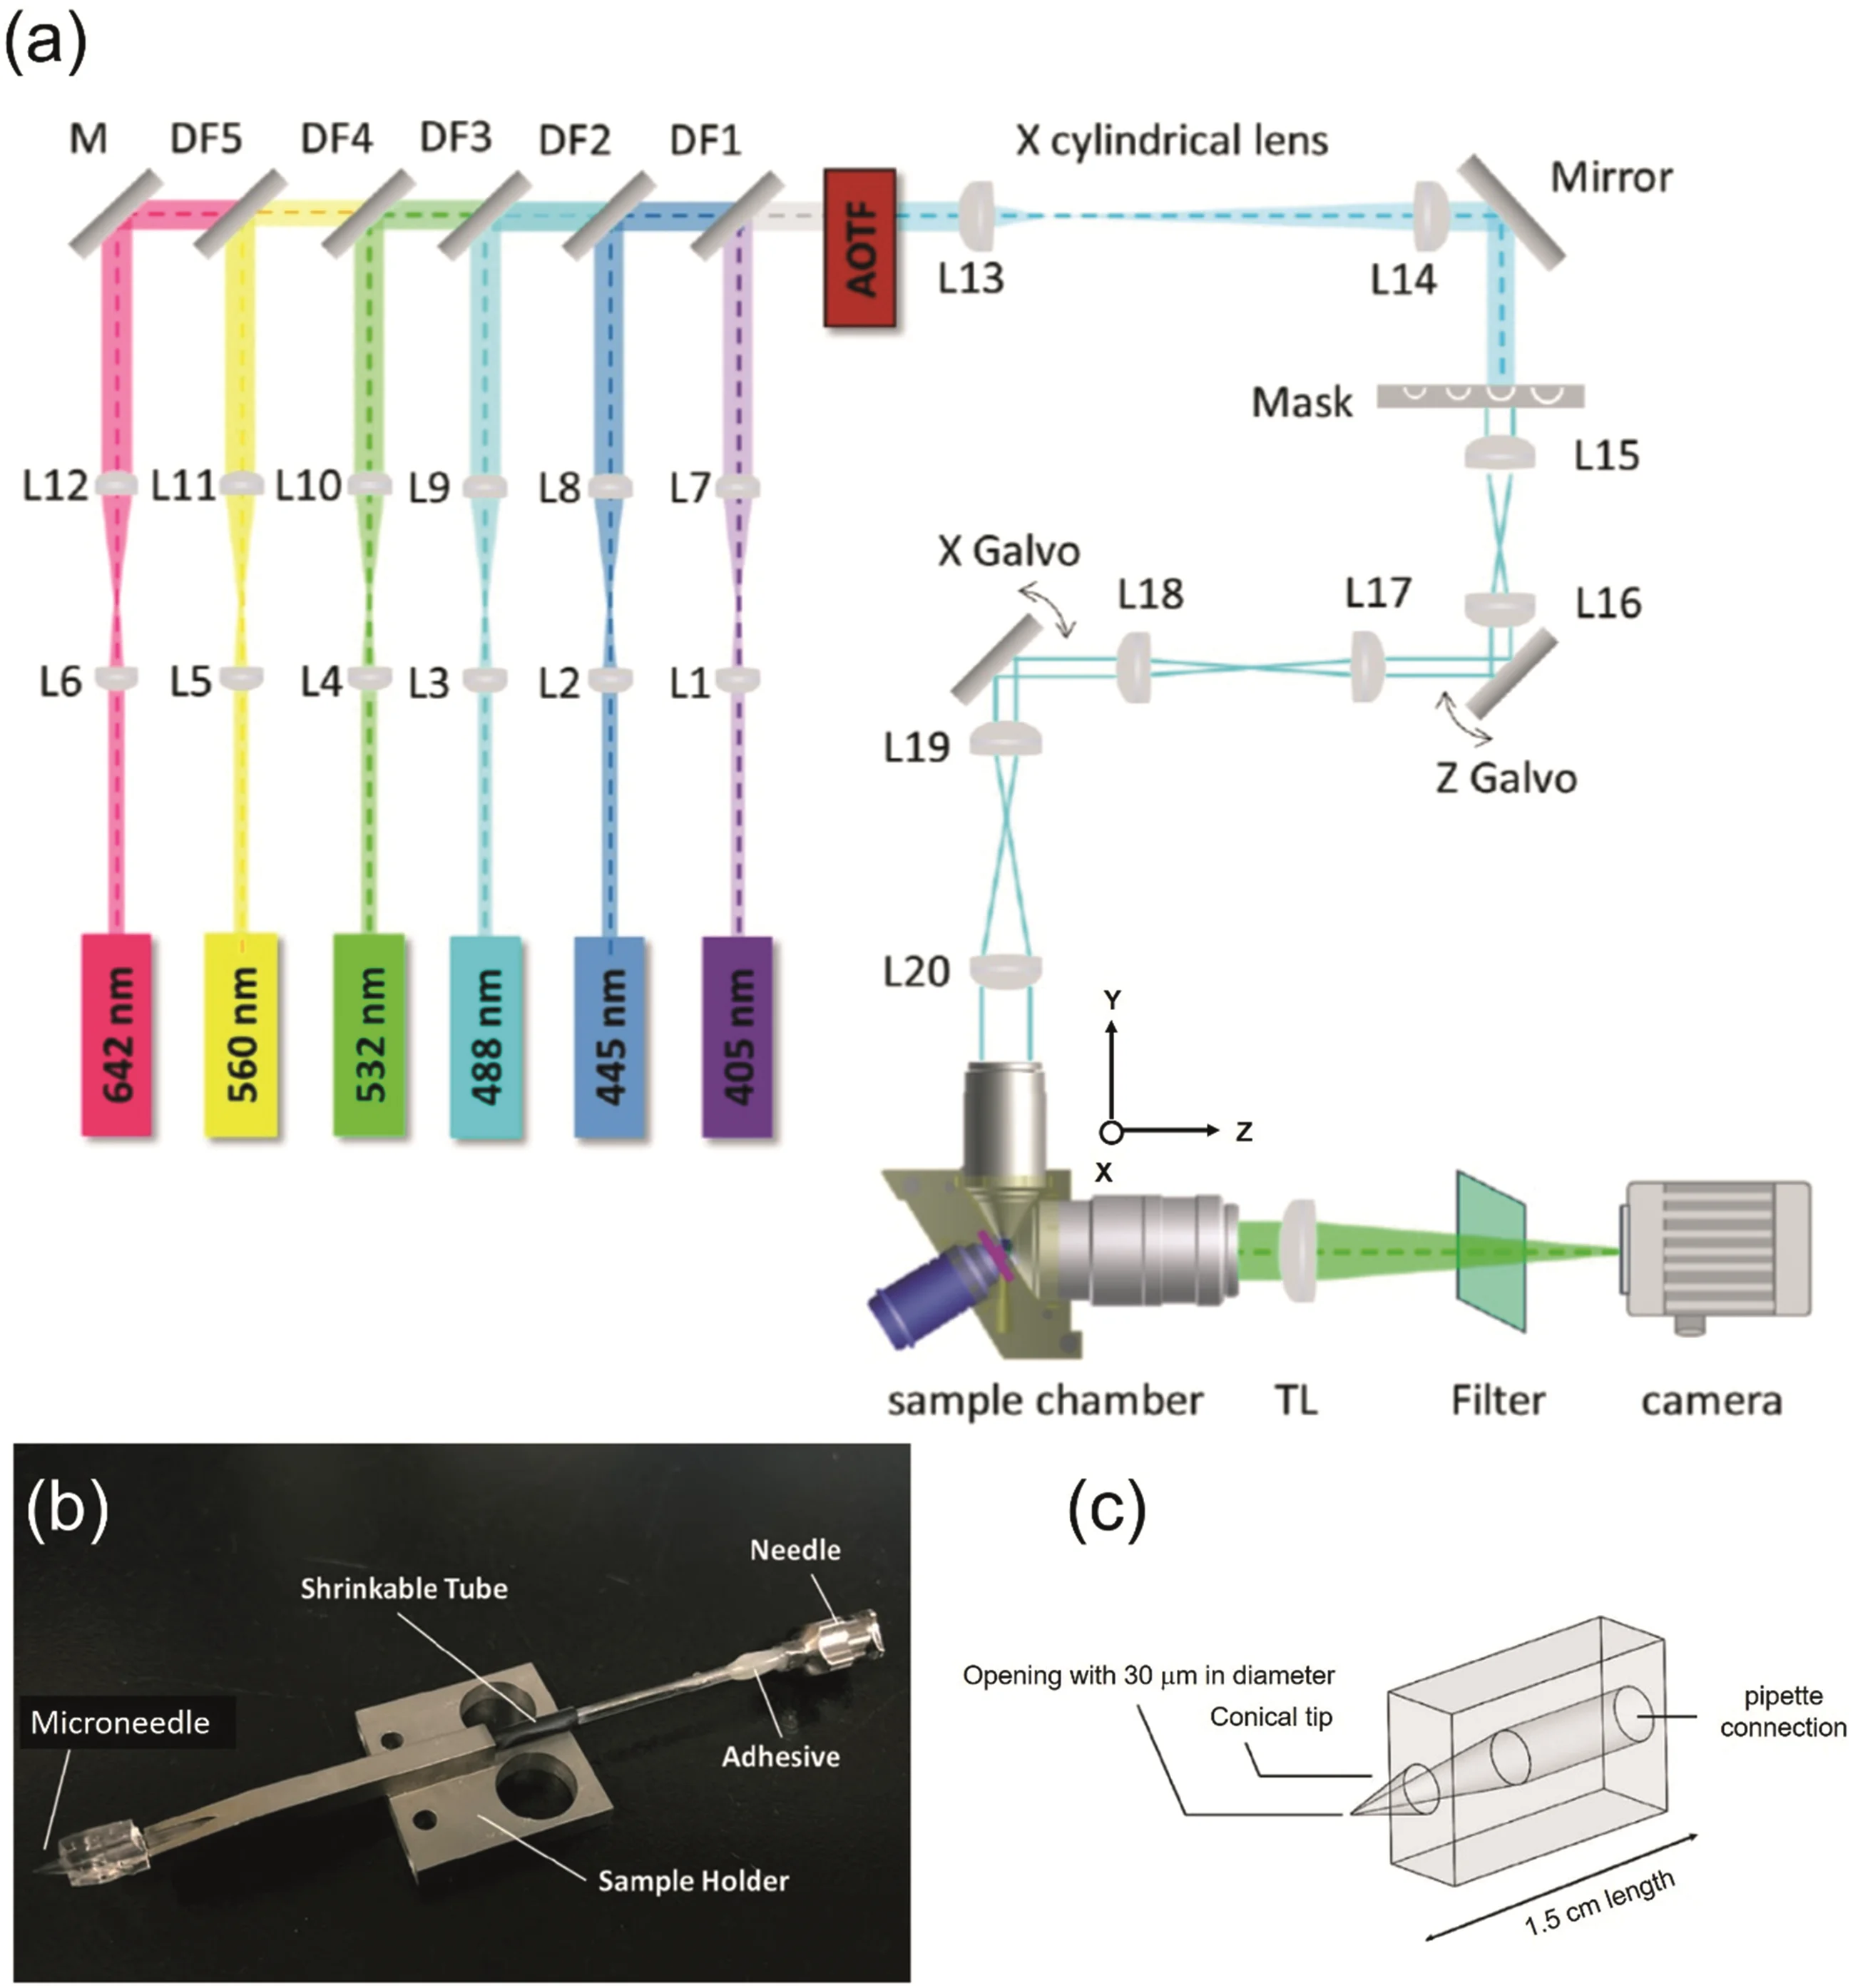 (a)
M DF5 DF4 DF3 DF2 DF1 X cylindrical lens Mirror
AOTF
L13 L14
Mask
L15
L12 L11 L10 L9 L8 L7
X Galvo
L18 L17 L16
L6 L5 L4 L3 L2 L1
L19
Z Galvo
L20
642 nm 560 nm 532 nm 488 nm 445 nm 405 nm
Y
Z
X
sample chamber TL Filter camera
(b)
Needle
Shrinkable Tube
Microneedle
Adhesive
Sample Holder
(c)
Opening with 30 μm in diameter
Conical tip
pipette
connection
1.5 cm length